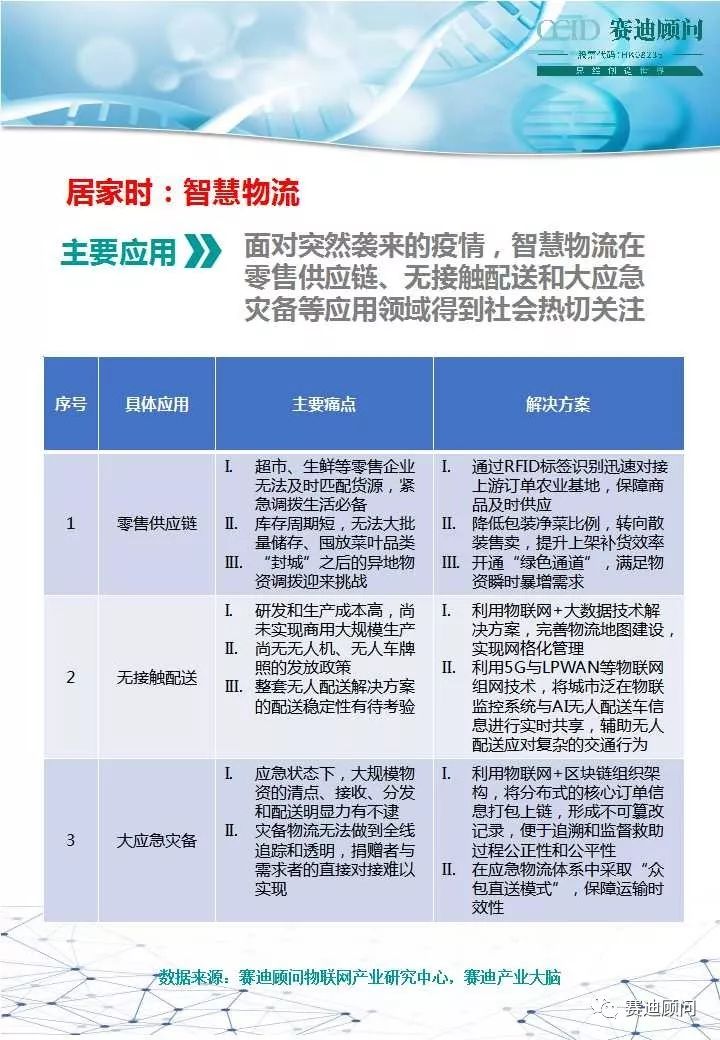 CCID 赛迪顾问
股票代码:HK08235
思维创造世界
居家时：智慧物流
主要应用
面对突然袭来的疫情，智慧物流在
零售供应链、无接触配送和大应急
灾备等应用领域得到社会热切关注
序号 具体应用 主要痛点 解决方案
1
零售供应链
I. 超市、生鲜等零售企业
无法及时匹配货源，紧
急调拨生活必备
II. 库存周期短，无法大批
量储存、囤放菜叶品类
III. “封城”之后的异地物
资调拨迎来挑战
I. 通过RFID标签识别迅速对接
上游订单农业基地，保障商
品及时供应
II. 降低包装净菜比例，转向散
装售卖，提升上架补货效率
III. 开通“绿色通道”，满足物
资瞬时暴增需求
2
无接触配送
I. 研发和生产成本高，尚
未实现商用大规模生产
II. 尚无无人机、无人车牌
照的发放政策
III. 整套无人配送解决方案
的配送稳定性有待考验
I. 利用物联网+大数据技术解
决方案，完善物流地图建设，
实现网格化管理
II. 利用5G与LPWAN等物联网
组网技术，将城市泛在物联
监控系统与AI无人配送车信
息进行实时共享，辅助无人
配送应对复杂的交通行为
3
大应急灾备
I. 应急状态下，大规模物
资的清点、接收、分发
和配送明显力有不逮
II. 灾备物流无法做到全线
追踪和透明，捐赠者与
需求者的直接对接难以
实现
I. 利用物联网+区块链组织架
构，将分布式的核心订单信
息打包上链，形成不可篡改
记录，便于追溯和监督救助
过程公正性和公平性
II. 在应急物流体系中采取“众
包直送模式”，保障运输时
效性
数据来源：赛迪顾问物联网产业研究中心，赛迪产业大脑
赛迪顾问